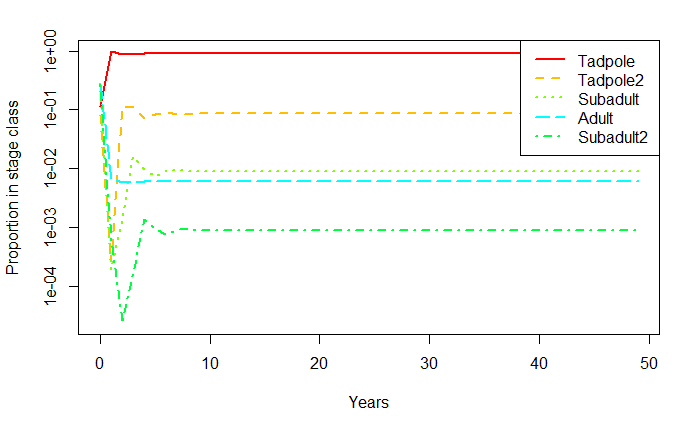 1e+00
1e-01
1e-02
1e-03
1e-04
Proportion in stage class
Tadpole
Tadpole2
Subadult
Adult
Subadult2
0
10
20
30
40
50
Years